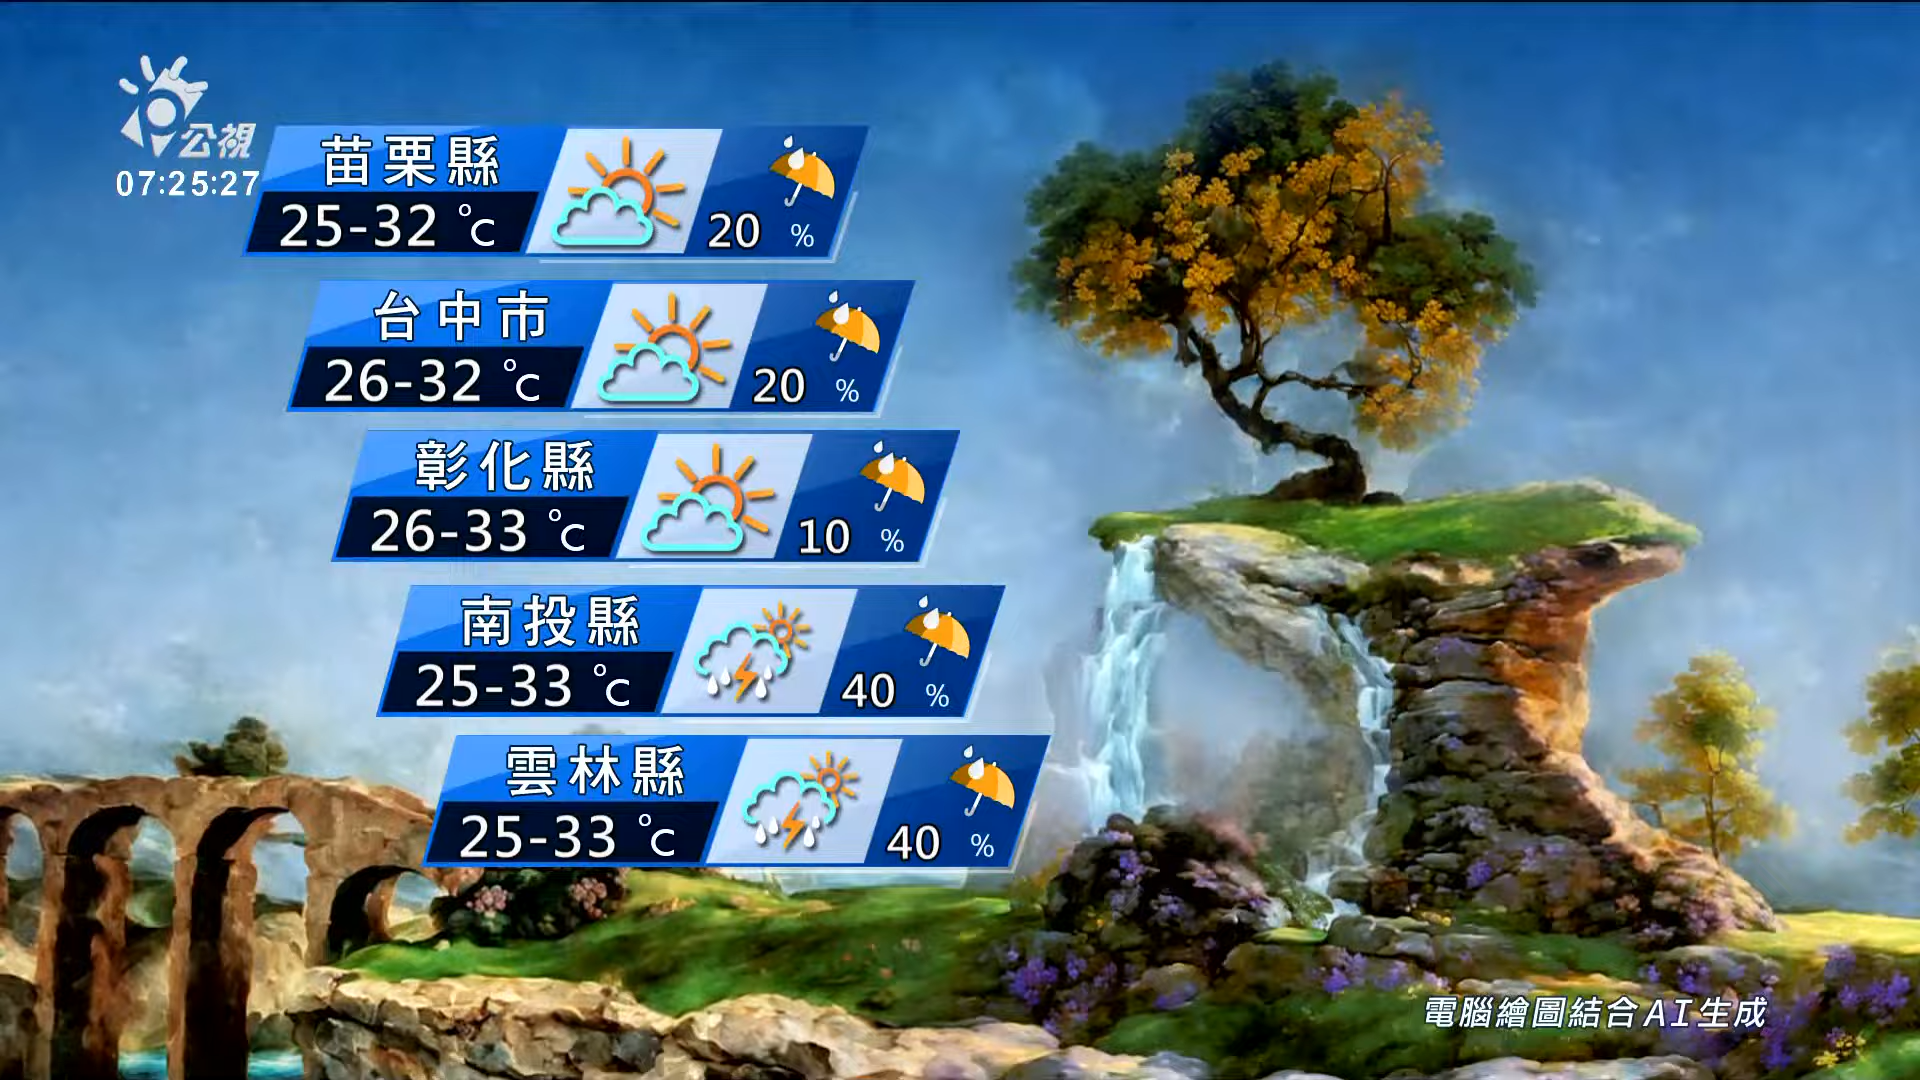 公視
07:25:27
苗栗縣
25-32 ℃
20 %
台中市
26-32 ℃
20 %
彰化縣
26-33 ℃
10 %
南投縣
25-33 ℃
40 %
雲林縣
25-33 ℃
40 %
電腦繪圖結合AI生成